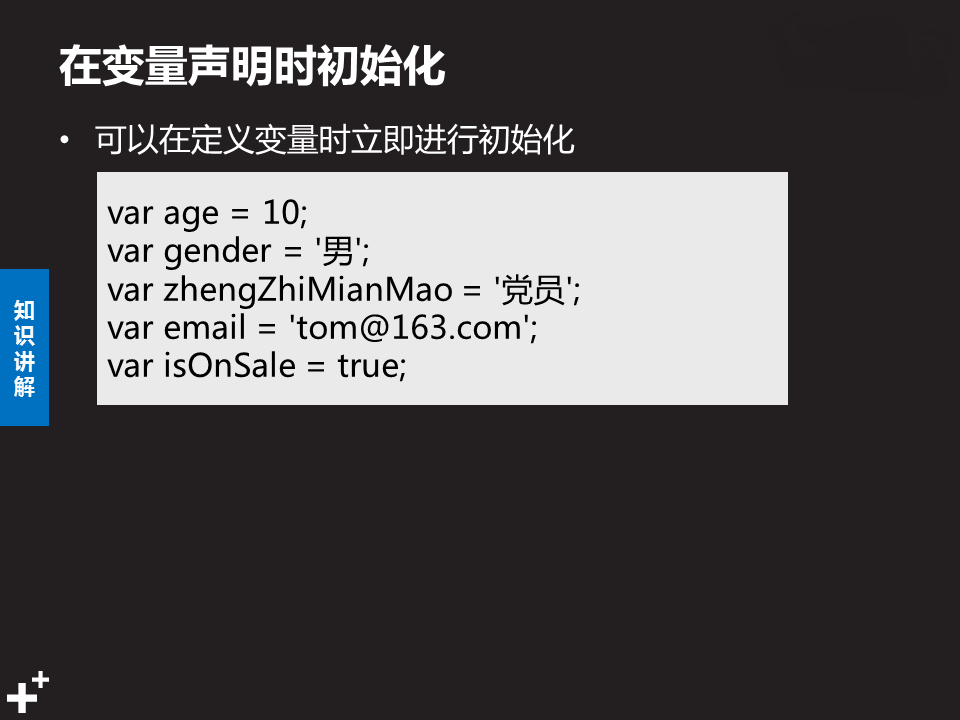 在变量声明时初始化
• 可以在定义变量时立即进行初始化
var age = 10;
var gender = '男';
var zhengZhiMianMao = '党员';
var email = 'tom@163.com';
var isOnSale = true;
知
识
讲
解